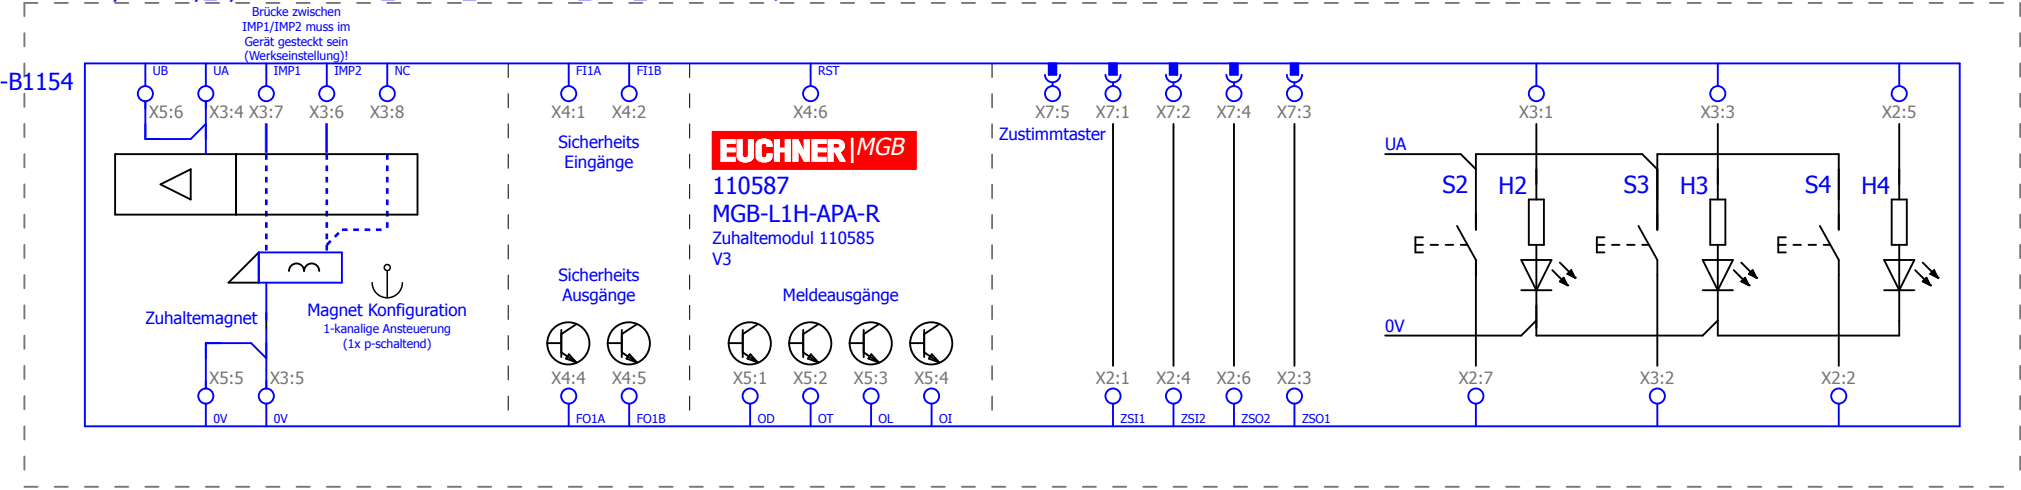 Brücke zwischen
IMP1/IMP2 muss im
Gerät gesteckt sein
(Werkseinstellung)!
-B1154
UB UA IMP1 IMP2 NC FI1A FI1B RST
X5:6 X3:4 X3:7 X3:6 X3:8 X4:1 X4:2 X4:6 X7:5 X7:1 X7:2 X7:4 X7:3 X3:1 X3:3 X2:5
Sicherheits
Eingänge
EUCHNER|MGB
110587
MGB-L1H-APA-R
Zuhaltemodul 110585
V3
Zustimmtaster
UA
S2 H2 S3 H3 S4 H4
0V
Zuhaltemagnet
Magnet Konfiguration
1-kanalige Ansteuerung
(1x p-schaltend)
Sicherheits
Ausgänge
Meldeausgänge
X5:5 X3:5 X4:4 X4:5 X5:1 X5:2 X5:3 X5:4 X2:1 X2:4 X2:6 X2:3 X2:7 X3:2 X2:2
0V 0V FO1A FO1B OD OT OL OI ZSI1 ZSI2 ZSO2 ZSO1